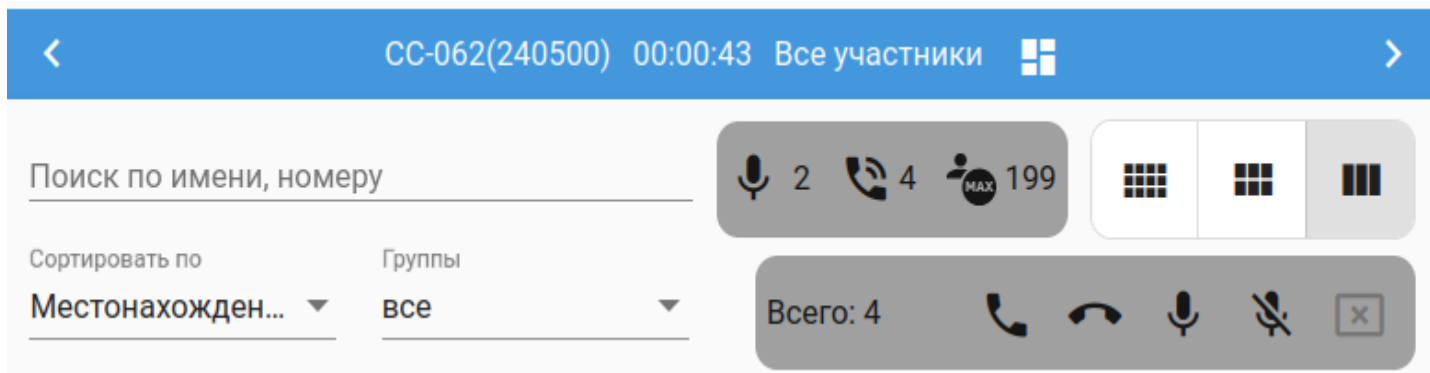 СС-062(240500) 00:00:43 Все участники
Поиск по имени, номеру
2 4 MAX 199
Сортировать по Группы
Местонахожден... все
Всего: 4